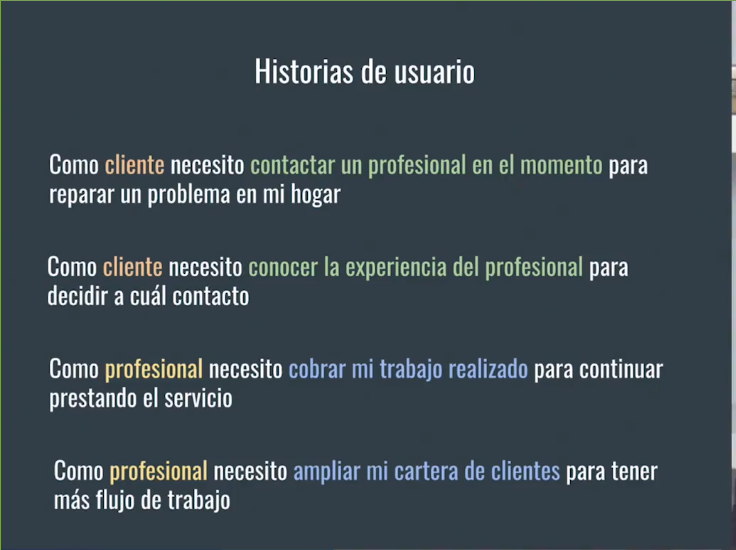 Historias de usuario
Como cliente necesito contactar un profesional en el momento para
reparar un problema en mi hogar
Como cliente necesito conocer la experiencia del profesional para
decidir a cuál contacto
Como profesional necesito cobrar mi trabajo realizado para continuar
prestando el servicio
Como profesional necesito ampliar mi cartera de clientes para tener
más flujo de trabajo